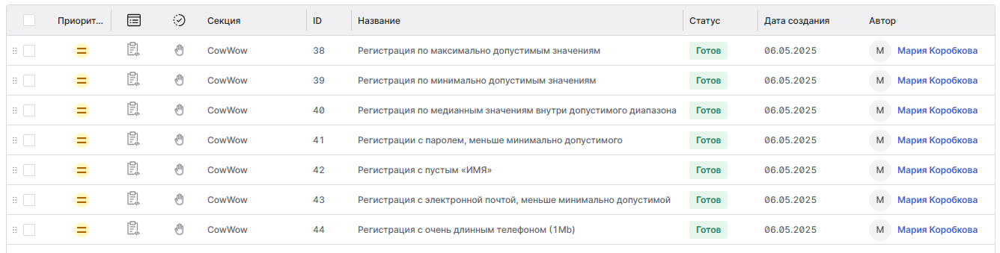 Приорит... Секция ID Название Статус Дата создания Автор
CowWow 38 Регистрация по максимально допустимым значениям Готов 06.05.2025 М Мария Коробкова
CowWow 39 Регистрация по минимально допустимым значениям Готов 06.05.2025 М Мария Коробкова
CowWow 40 Регистрация по медианным значениям внутри допустимого диапазона Готов 06.05.2025 М Мария Коробкова
CowWow 41 Регистрации с паролем, меньше минимально допустимого Готов 06.05.2025 М Мария Коробкова
CowWow 42 Регистрация с пустым «ИМЯ» Готов 06.05.2025 М Мария Коробкова
CowWow 43 Регистрация с электронной почтой, меньше минимально допустимой Готов 06.05.2025 М Мария Коробкова
CowWow 44 Регистрация с очень длинным телефоном (1Mb) Готов 06.05.2025 М Мария Коробкова